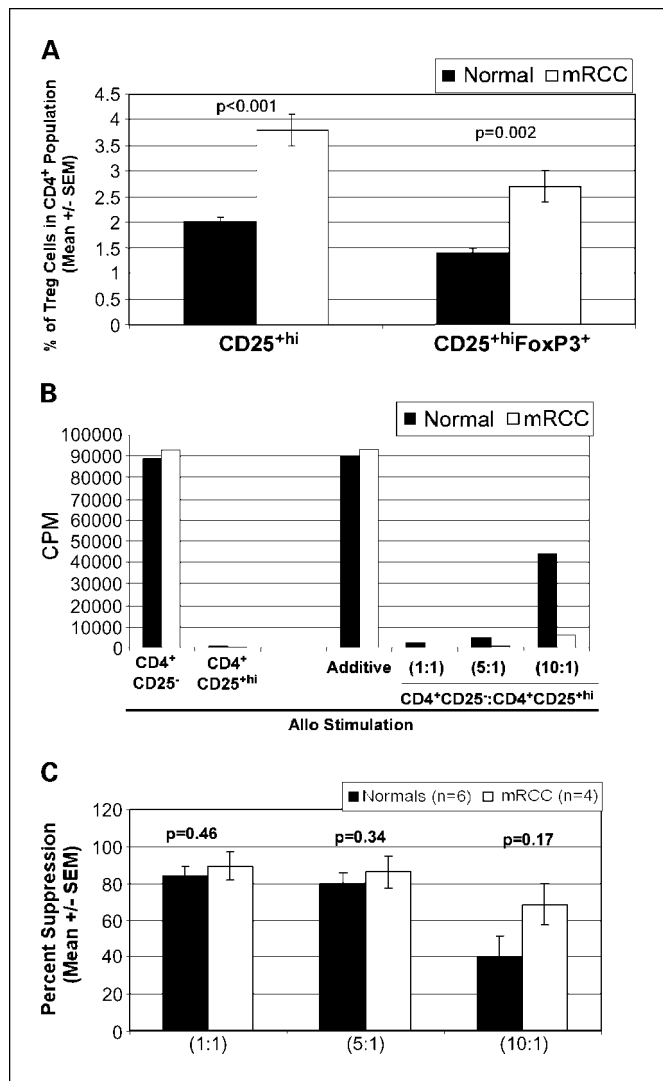 A
Normal mRCC
% of Treg Cells in CD4⁺ Population
(Mean +/- SEM)
4.5
4
3.5
3
2.5
2
1.5
1
0.5
0
p<0.001
p=0.002
CD25⁺ʰⁱ
CD25⁺ʰⁱFoxP3⁺
B
Normal mRCC
CPM
100000
90000
80000
70000
60000
50000
40000
30000
20000
10000
0
CD4⁺
CD25⁻
CD4⁺
CD25⁺ʰⁱ
Additive
(1:1)
(5:1)
(10:1)
CD4⁺CD25⁻:CD4⁺CD25⁺ʰⁱ
Allo Stimulation
C
Normals (n=6) mRCC (n=4)
Percent Suppression
(Mean +/- SEM)
120
100
80
60
40
20
0
p=0.46
p=0.34
p=0.17
(1:1)
(5:1)
(10:1)